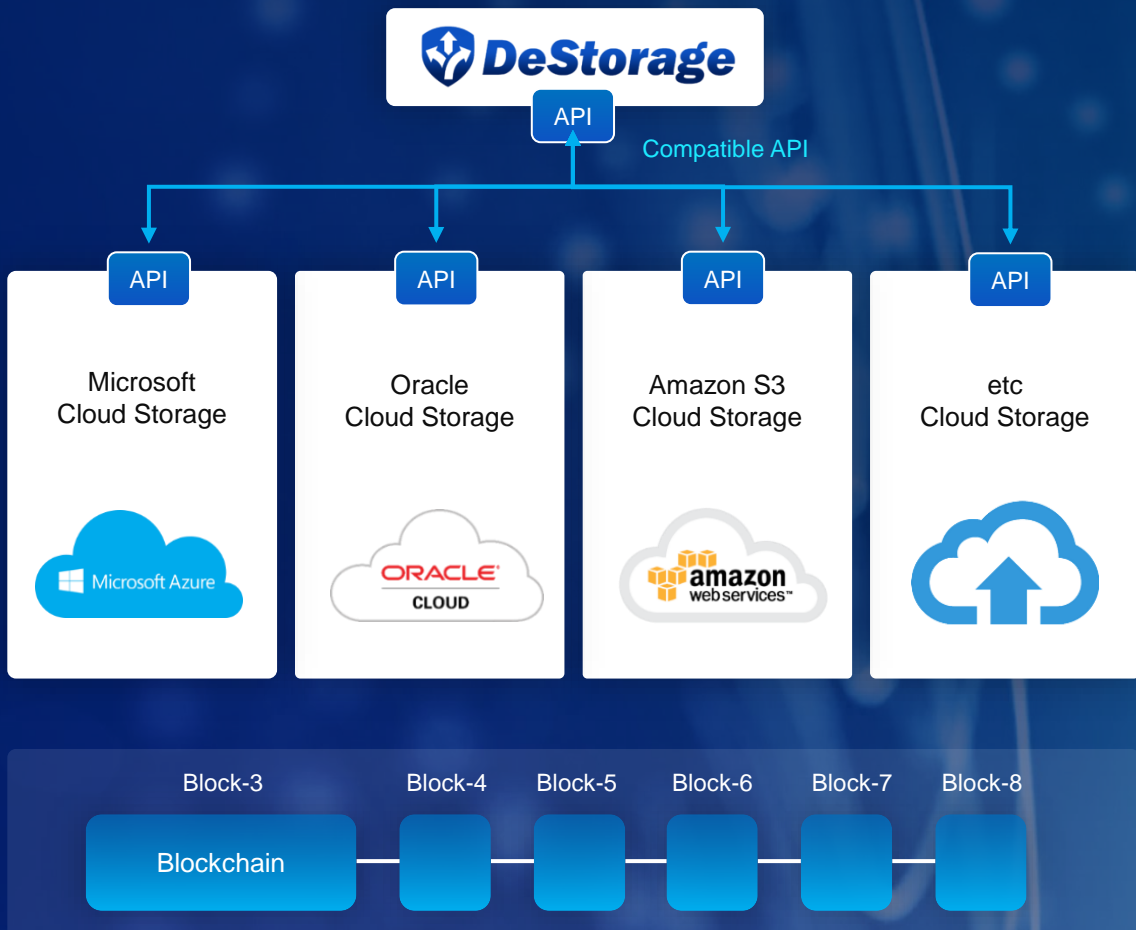 DeStorage
API
Compatible API
API
API
API
API
Microsoft
Cloud Storage
Oracle
Cloud Storage
Amazon S3
Cloud Storage
etc
Cloud Storage
Microsoft Azure
ORACLE
CLOUD
amazon
webservices™
Block-3
Block-4
Block-5
Block-6
Block-7
Block-8
Blockchain